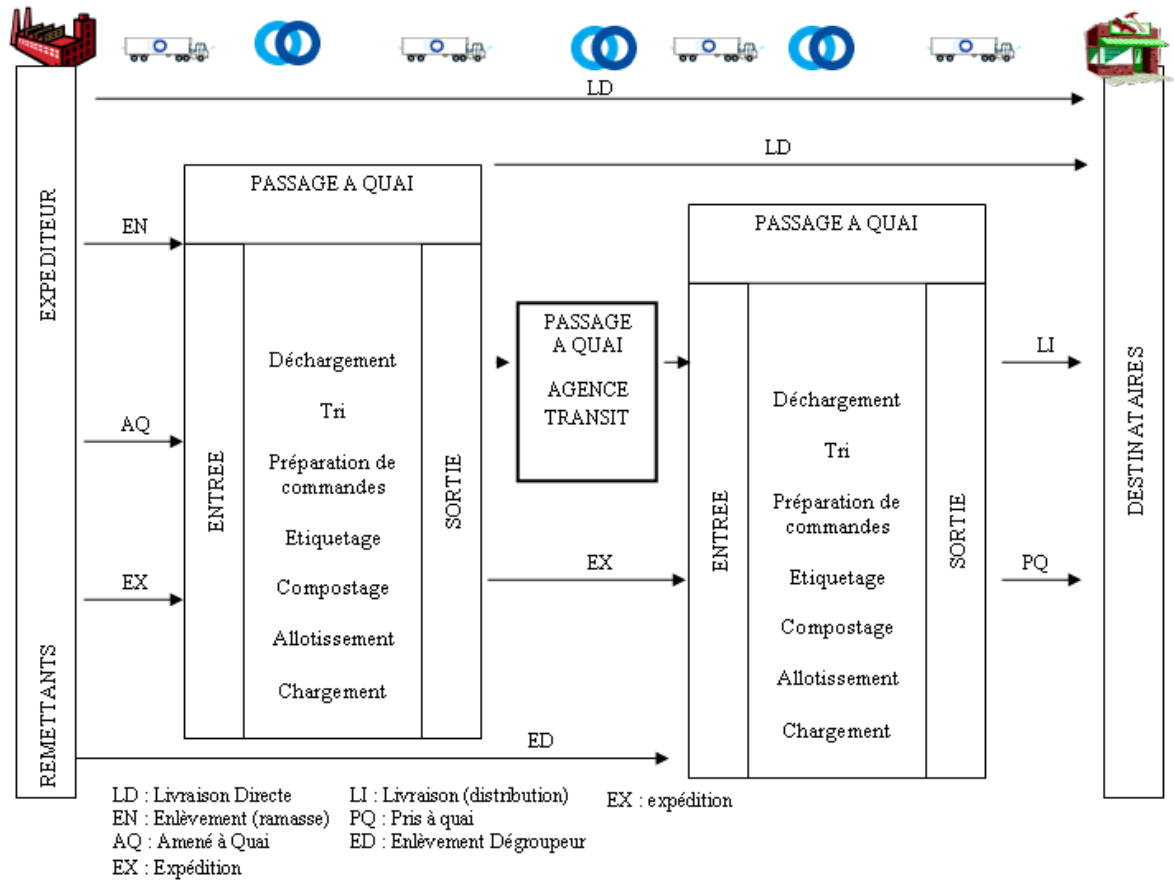 LD
LD
PASSAGE A QUAI
EXPEDITEUR
EN
PASSAGE A QUAI
PASSAGE
A QUAI
AGENCE
TRANSIT
LI
Déchargement
Tri
Préparation de
commandes
Etiquetage
Compostage
Allotissement
Chargement
AQ
ENTREE
SORTIE
Déchargement
Tri
Préparation de
commandes
Etiquetage
Compostage
Allotissement
Chargement
ENTREE
SORTIE
DESTINATAIRES
EX
EX
PQ
REMETTANTS
ED
LD : Livraison Directe
EN : Enlèvement (ramasse)
AQ : Amené à Quai
EX : Expédition
LI : Livraison (distribution)
PQ : Pris à quai
ED : Enlèvement Dégroupeur
EX : expédition